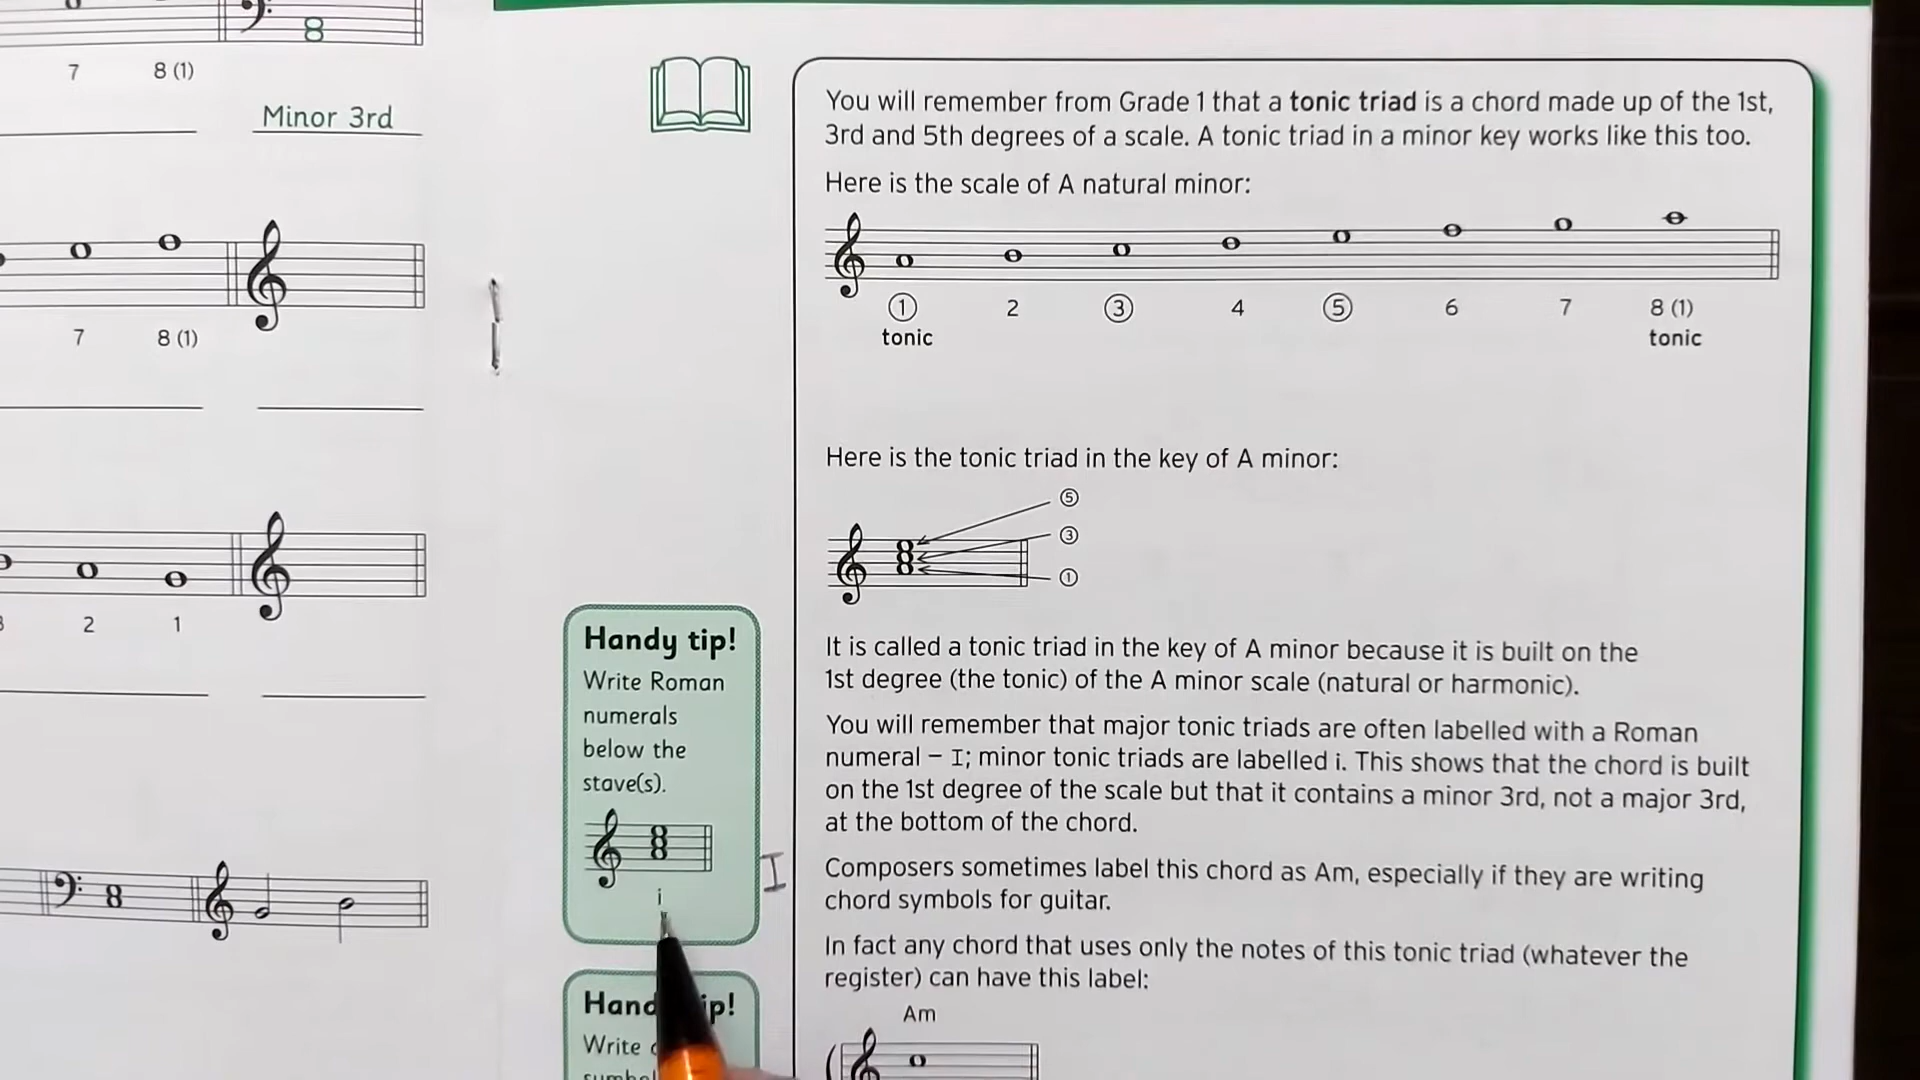 7 8 (1)
Minor 3rd
7 8 (1)
2 1
You will remember from Grade 1 that a tonic triad is a chord made up of the 1st,
3rd and 5th degrees of a scale. A tonic triad in a minor key works like this too.
Here is the scale of A natural minor:
① 2 ③ 4 ⑤ 6 7 8 (1)
tonic tonic
Here is the tonic triad in the key of A minor:
⑤
③
①
It is called a tonic triad in the key of A minor because it is built on the
1st degree (the tonic) of the A minor scale (natural or harmonic).
You will remember that major tonic triads are often labelled with a Roman
numeral – I; minor tonic triads are labelled i. This shows that the chord is built
on the 1st degree of the scale but that it contains a minor 3rd, not a major 3rd,
at the bottom of the chord.
Composers sometimes label this chord as Am, especially if they are writing
chord symbols for guitar.
In fact any chord that uses only the notes of this tonic triad (whatever the
register) can have this label:
Am
Handy tip!
Write Roman
numerals
below the
stave(s).
i
I
Write